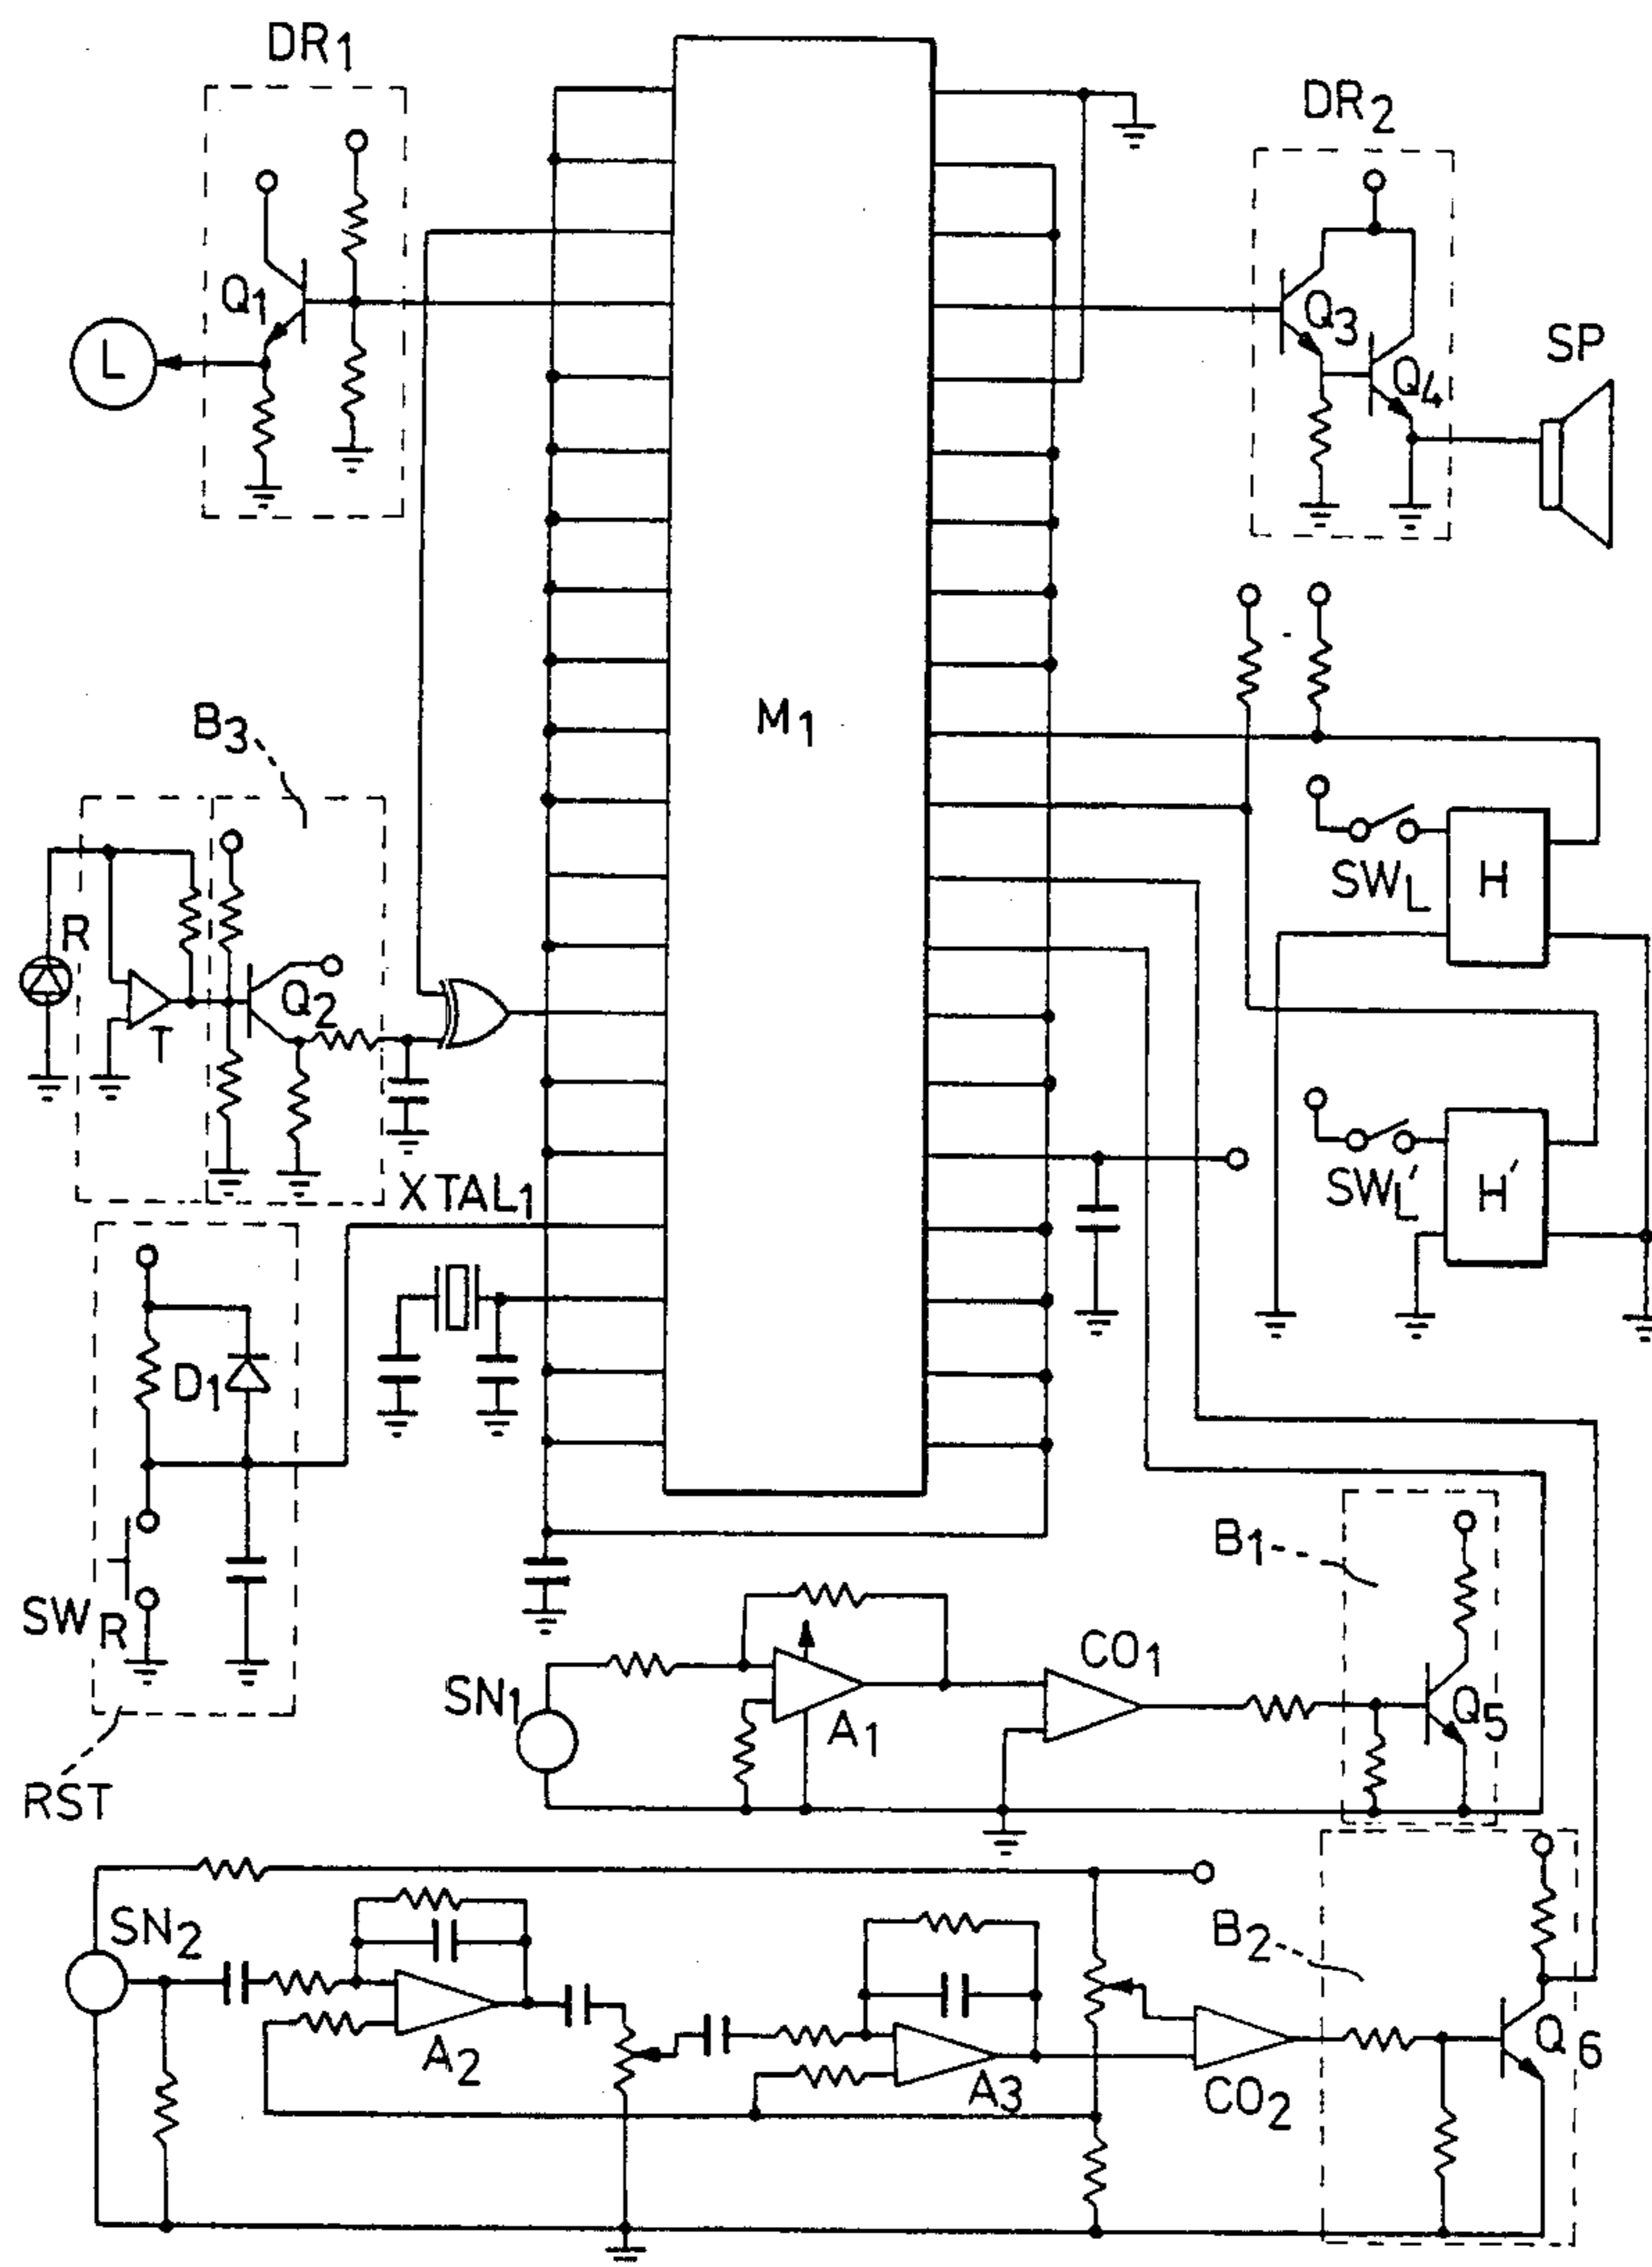 DR1
DR2
Q1
Q3
SP
L
Q4
M1
B3
SWL
H
R
Q2
T
XTAL1
SWL'
H'
D1
B1
SWR
CO1
SN1
A1
Q5
RST
SN2
B2
A2
A3
CO2
Q6